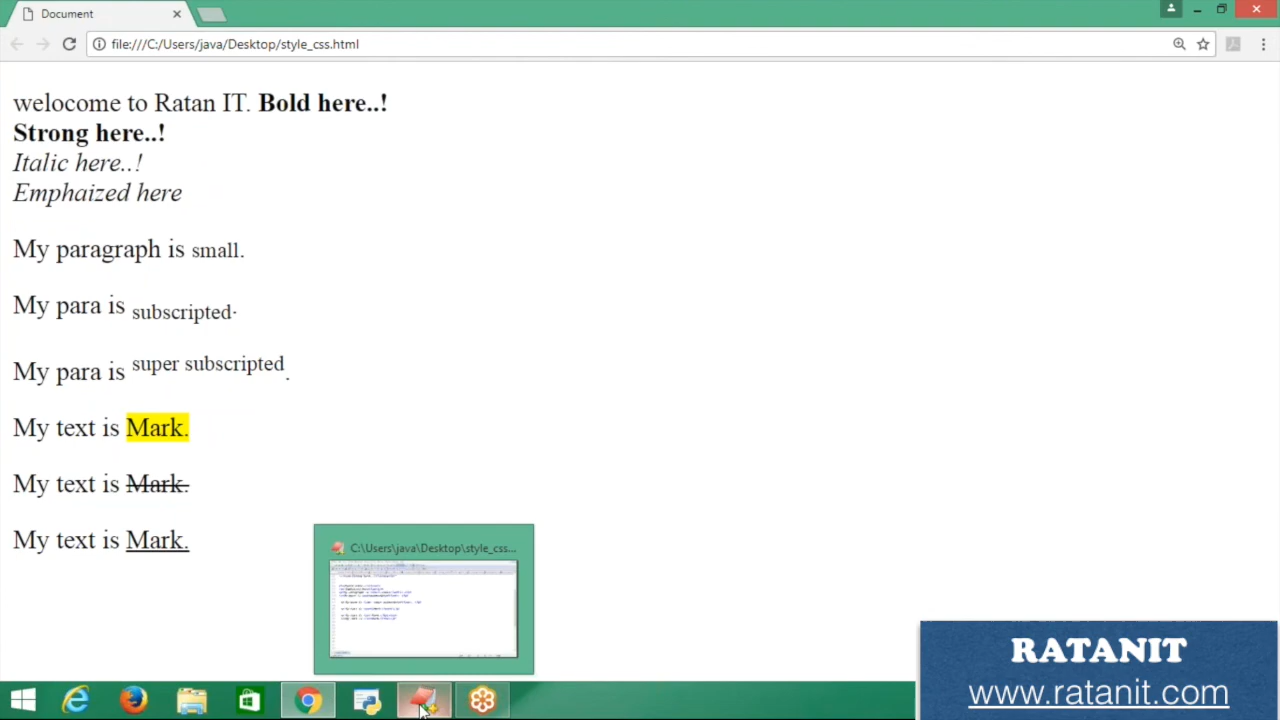 Document
file:///C:/Users/java/Desktop/style_css.html
welocome to Ratan IT. Bold here..!
Strong here..!
Italic here..!
Emphaized here
My paragraph is small.
My para is subscripted.
My para is super subscripted.
My text is Mark.
My text is Mark.
My text is Mark.
C:\Users\java\Desktop\style_css...
RATANIT
www.ratanit.com